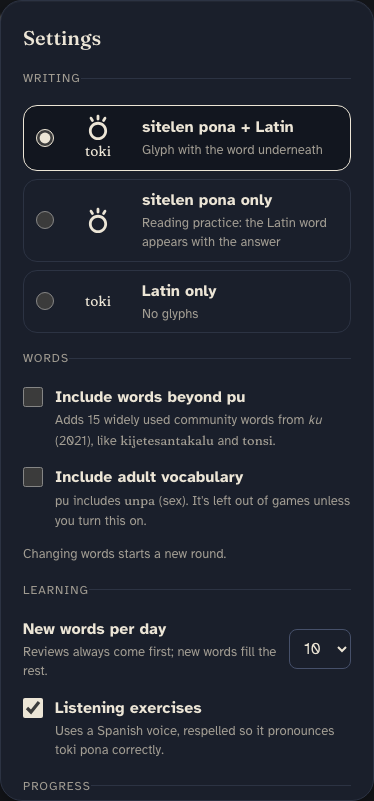 Settings
WRITING
toki
sitelen pona + Latin
Glyph with the word underneath
sitelen pona only
Reading practice: the Latin word
appears with the answer
toki
Latin only
No glyphs
WORDS
Include words beyond pu
Adds 15 widely used community words from ku
(2021), like kijetesantakalu and tonsi.
Include adult vocabulary
pu includes unpa (sex). It's left out of games unless
you turn this on.
Changing words starts a new round.
LEARNING
New words per day
Reviews always come first; new words fill the
rest.
10
Listening exercises
Uses a Spanish voice, respelled so it pronounces
toki pona correctly.
PROGRESS